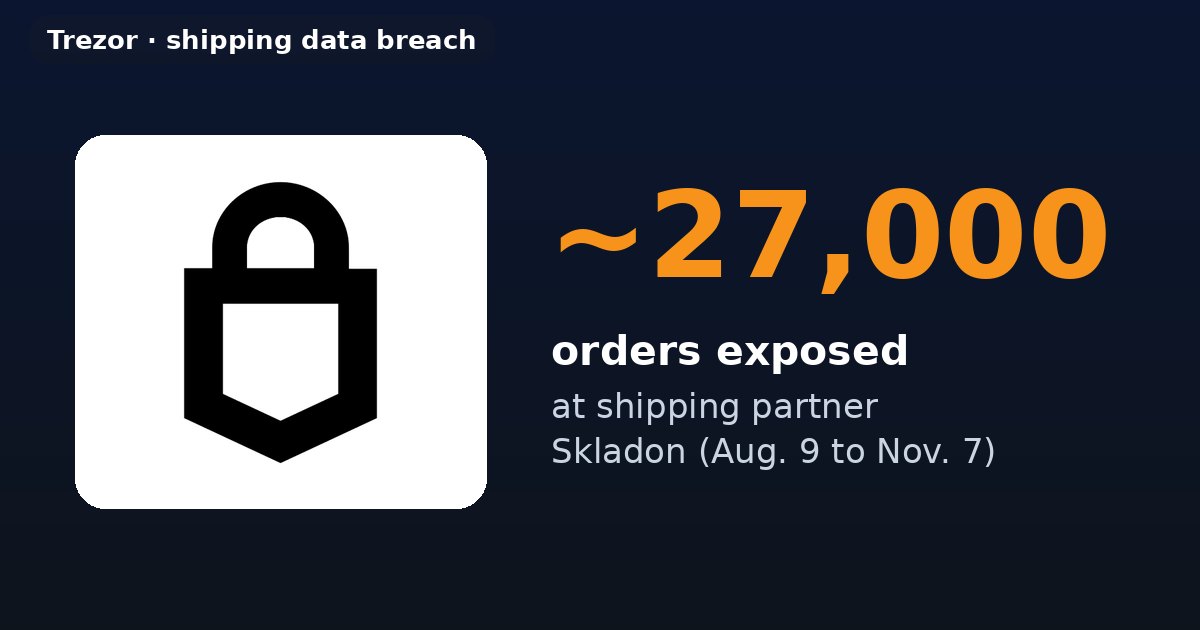 Trezor · shipping data breach
~27,000
orders exposed
at shipping partner
Skladon (Aug. 9 to Nov. 7)